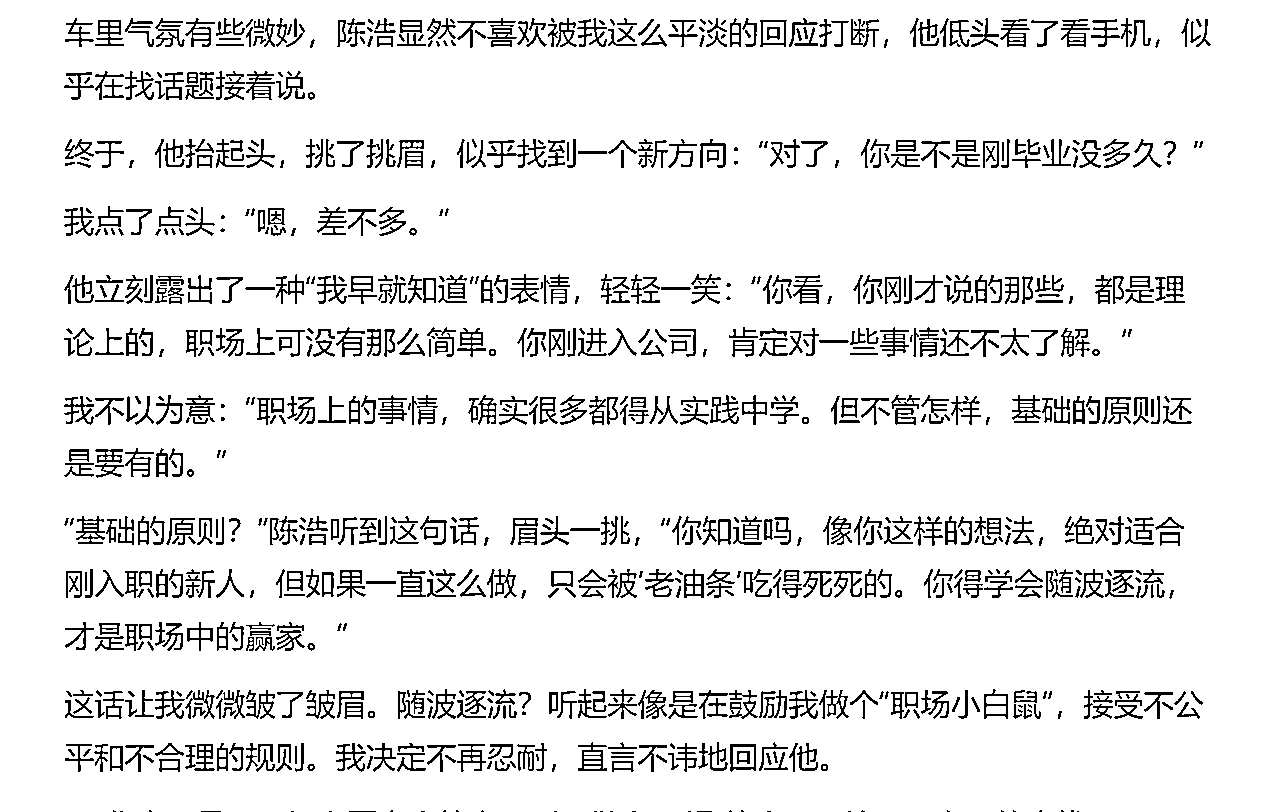 车里气氛有些微妙，陈浩显然不喜欢被我这么平淡的回应打断，他低头看了看手机，似
乎在找话题接着说。
终于，他抬起头，挑了挑眉，似乎找到一个新方向：“对了，你是不是刚毕业没多久？”
我点了点头：“嗯，差不多。“
他立刻露出了一种“我早就知道”的表情，轻轻一笑：“你看，你刚才说的那些，都是理
论上的，职场上可没有那么简单。你刚进入公司，肯定对一些事情还不太了解。”
我不以为意：“职场上的事情，确实很多都得从实践中学。但不管怎样，基础的原则还
是要有的。”
“基础的原则？“陈浩听到这句话，眉头一挑，“你知道吗，像你这样的想法，绝对适合
刚入职的新人，但如果一直这么做，只会被‘老油条’吃得死死的。你得学会随波逐流，
才是职场中的赢家。”
这话让我微微皱了皱眉。随波逐流？听起来像是在鼓励我做个“职场小白鼠”，接受不公
平和不合理的规则。我决定不再忍耐，直言不讳地回应他。